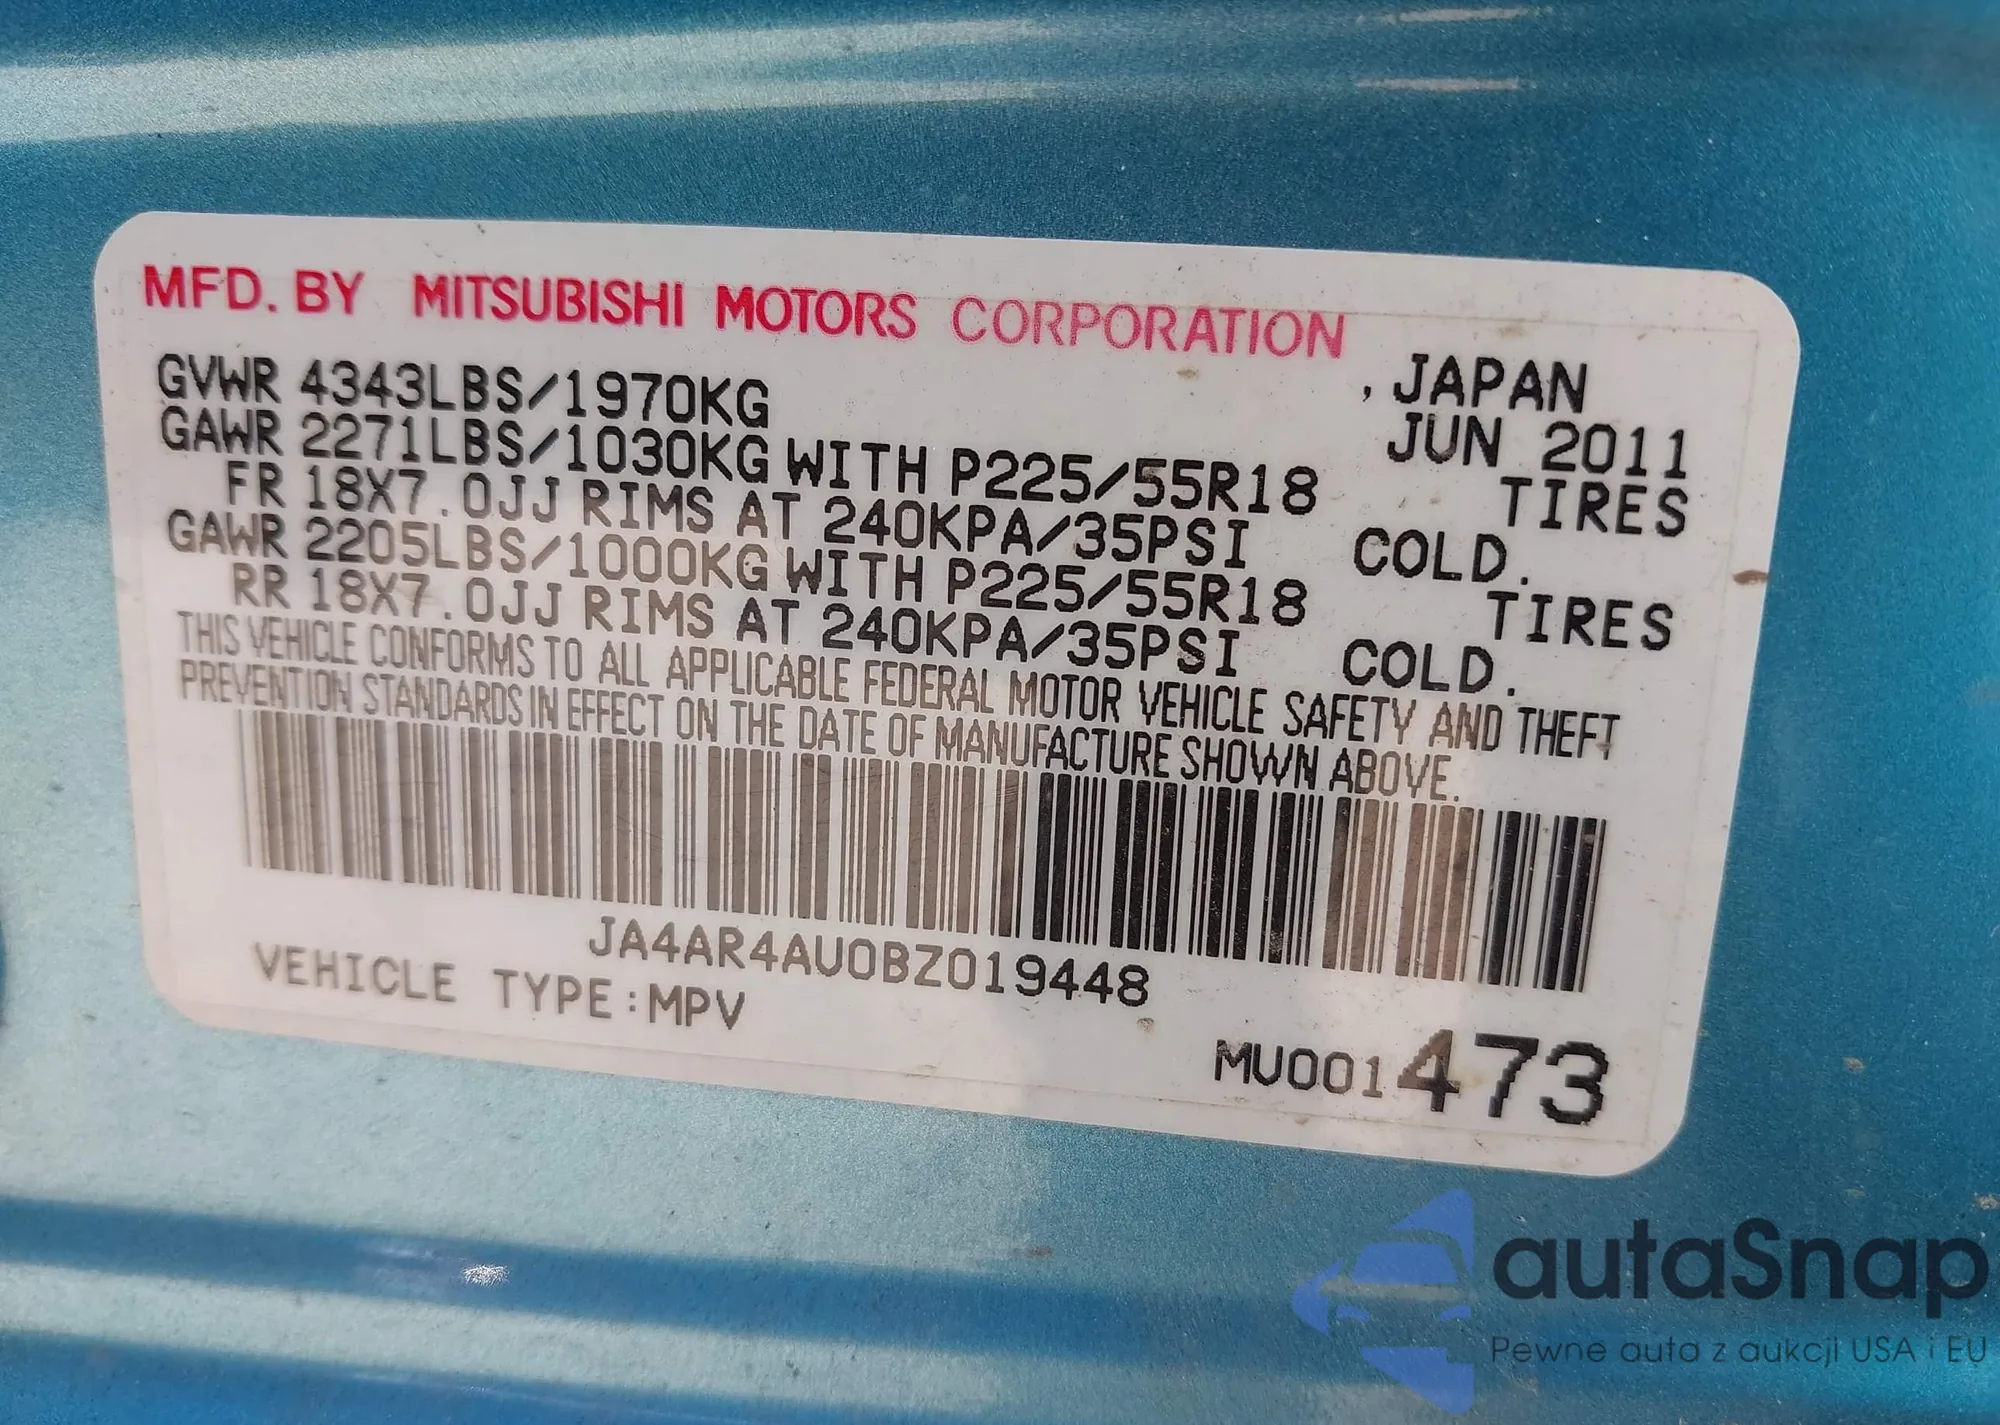 MFD. BY MITSUBISHI MOTORS CORPORATION , JAPAN
GVWR 4343LBS/1970KG JUN 2011
GAWR 2271LBS/1030KG WITH P225/55R18 TIRES
FR 18X7.0JJ RIMS AT 240KPA/35PSI COLD.
GAWR 2205LBS/1000KG WITH P225/55R18 TIRES
RR 18X7.0JJ RIMS AT 240KPA/35PSI COLD.
THIS VEHICLE CONFORMS TO ALL APPLICABLE FEDERAL MOTOR VEHICLE SAFETY AND THEFT
PREVENTION STANDARDS IN EFFECT ON THE DATE OF MANUFACTURE SHOWN ABOVE.
JA4AR4AU0BZ019448
VEHICLE TYPE:MPV
MU001473
autaSnap
Pewne auta z aukcji USA i EU